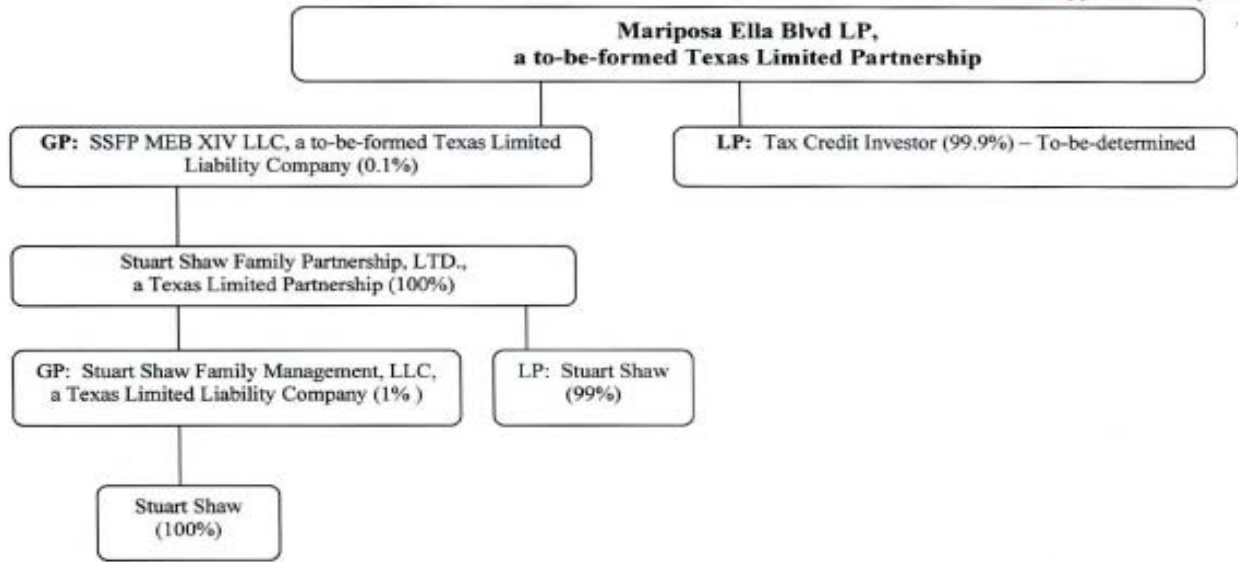 Mariposa Ella Blvd LP,
a to-be-formed Texas Limited Partnership
GP: SSFP MEB XIV LLC, a to-be-formed Texas Limited
Liability Company (0.1%)
LP: Tax Credit Investor (99.9%) – To-be-determined
Stuart Shaw Family Partnership, LTD.,
a Texas Limited Partnership (100%)
GP: Stuart Shaw Family Management, LLC,
a Texas Limited Liability Company (1% )
LP: Stuart Shaw
(99%)
Stuart Shaw
(100%)